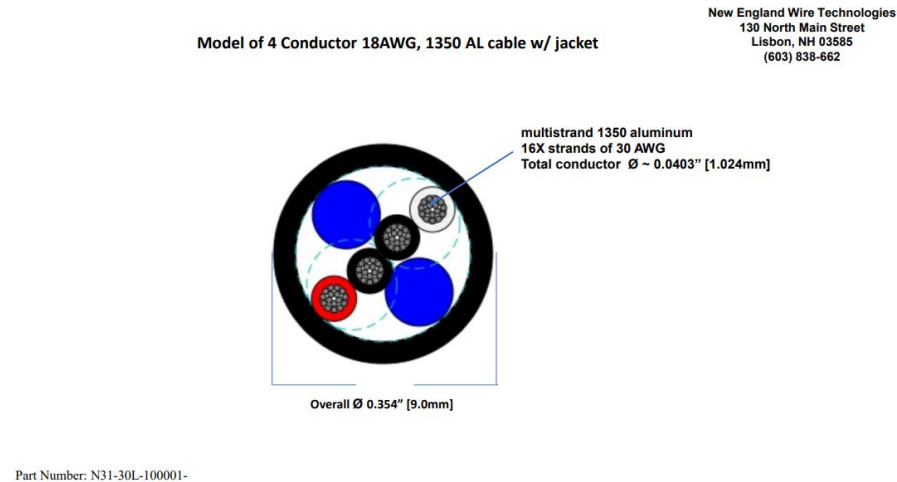 New England Wire Technologies
130 North Main Street
Lisbon, NH 03585
(603) 838-662
Model of 4 Conductor 18AWG, 1350 AL cable w/ jacket
multistrand 1350 aluminum
16X strands of 30 AWG
Total conductor Ø ~ 0.0403” [1.024mm]
Overall Ø 0.354” [9.0mm]
Part Number: N31-30L-100001-